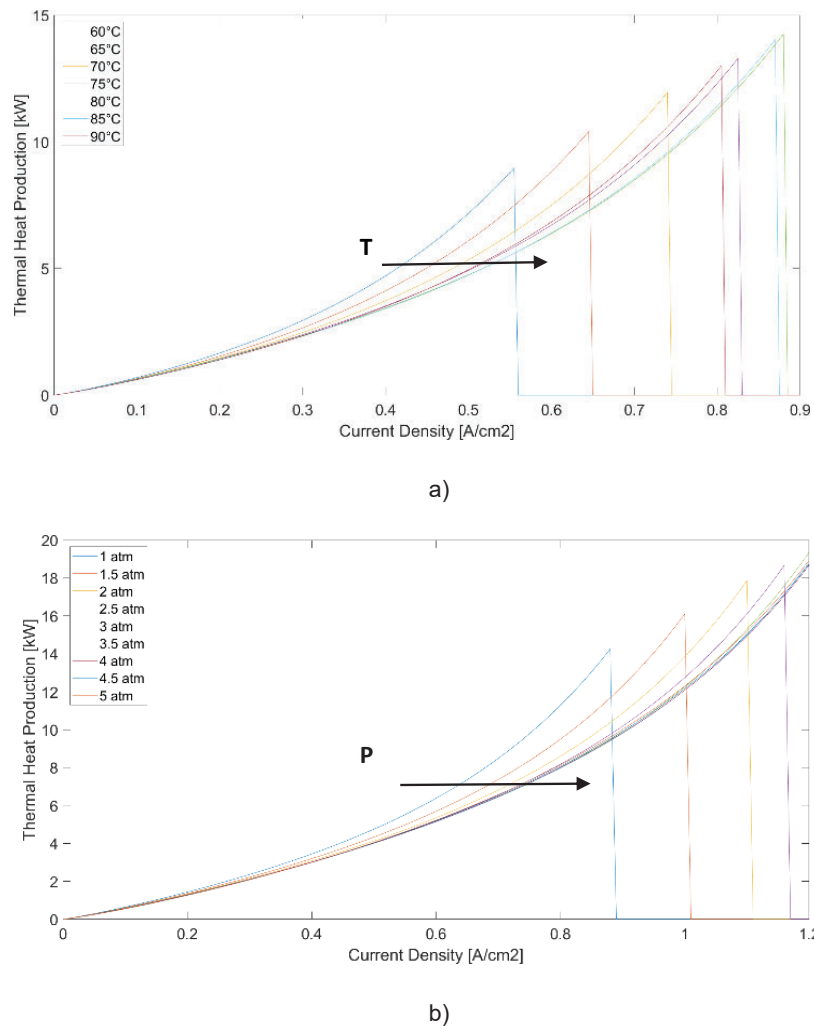 15
10
5
0
Thermal Heat Production [kW]
60°C
65°C
70°C
75°C
80°C
85°C
90°C
T
0 0.1 0.2 0.3 0.4 0.5 0.6 0.7 0.8 0.9
Current Density [A/cm2]
a)
20
18
16
14
12
10
8
6
4
2
0
Thermal Heat Production [kW]
1 atm
1.5 atm
2 atm
2.5 atm
3 atm
3.5 atm
4 atm
4.5 atm
5 atm
P
0 0.2 0.4 0.6 0.8 1 1.2
Current Density [A/cm2]
b)